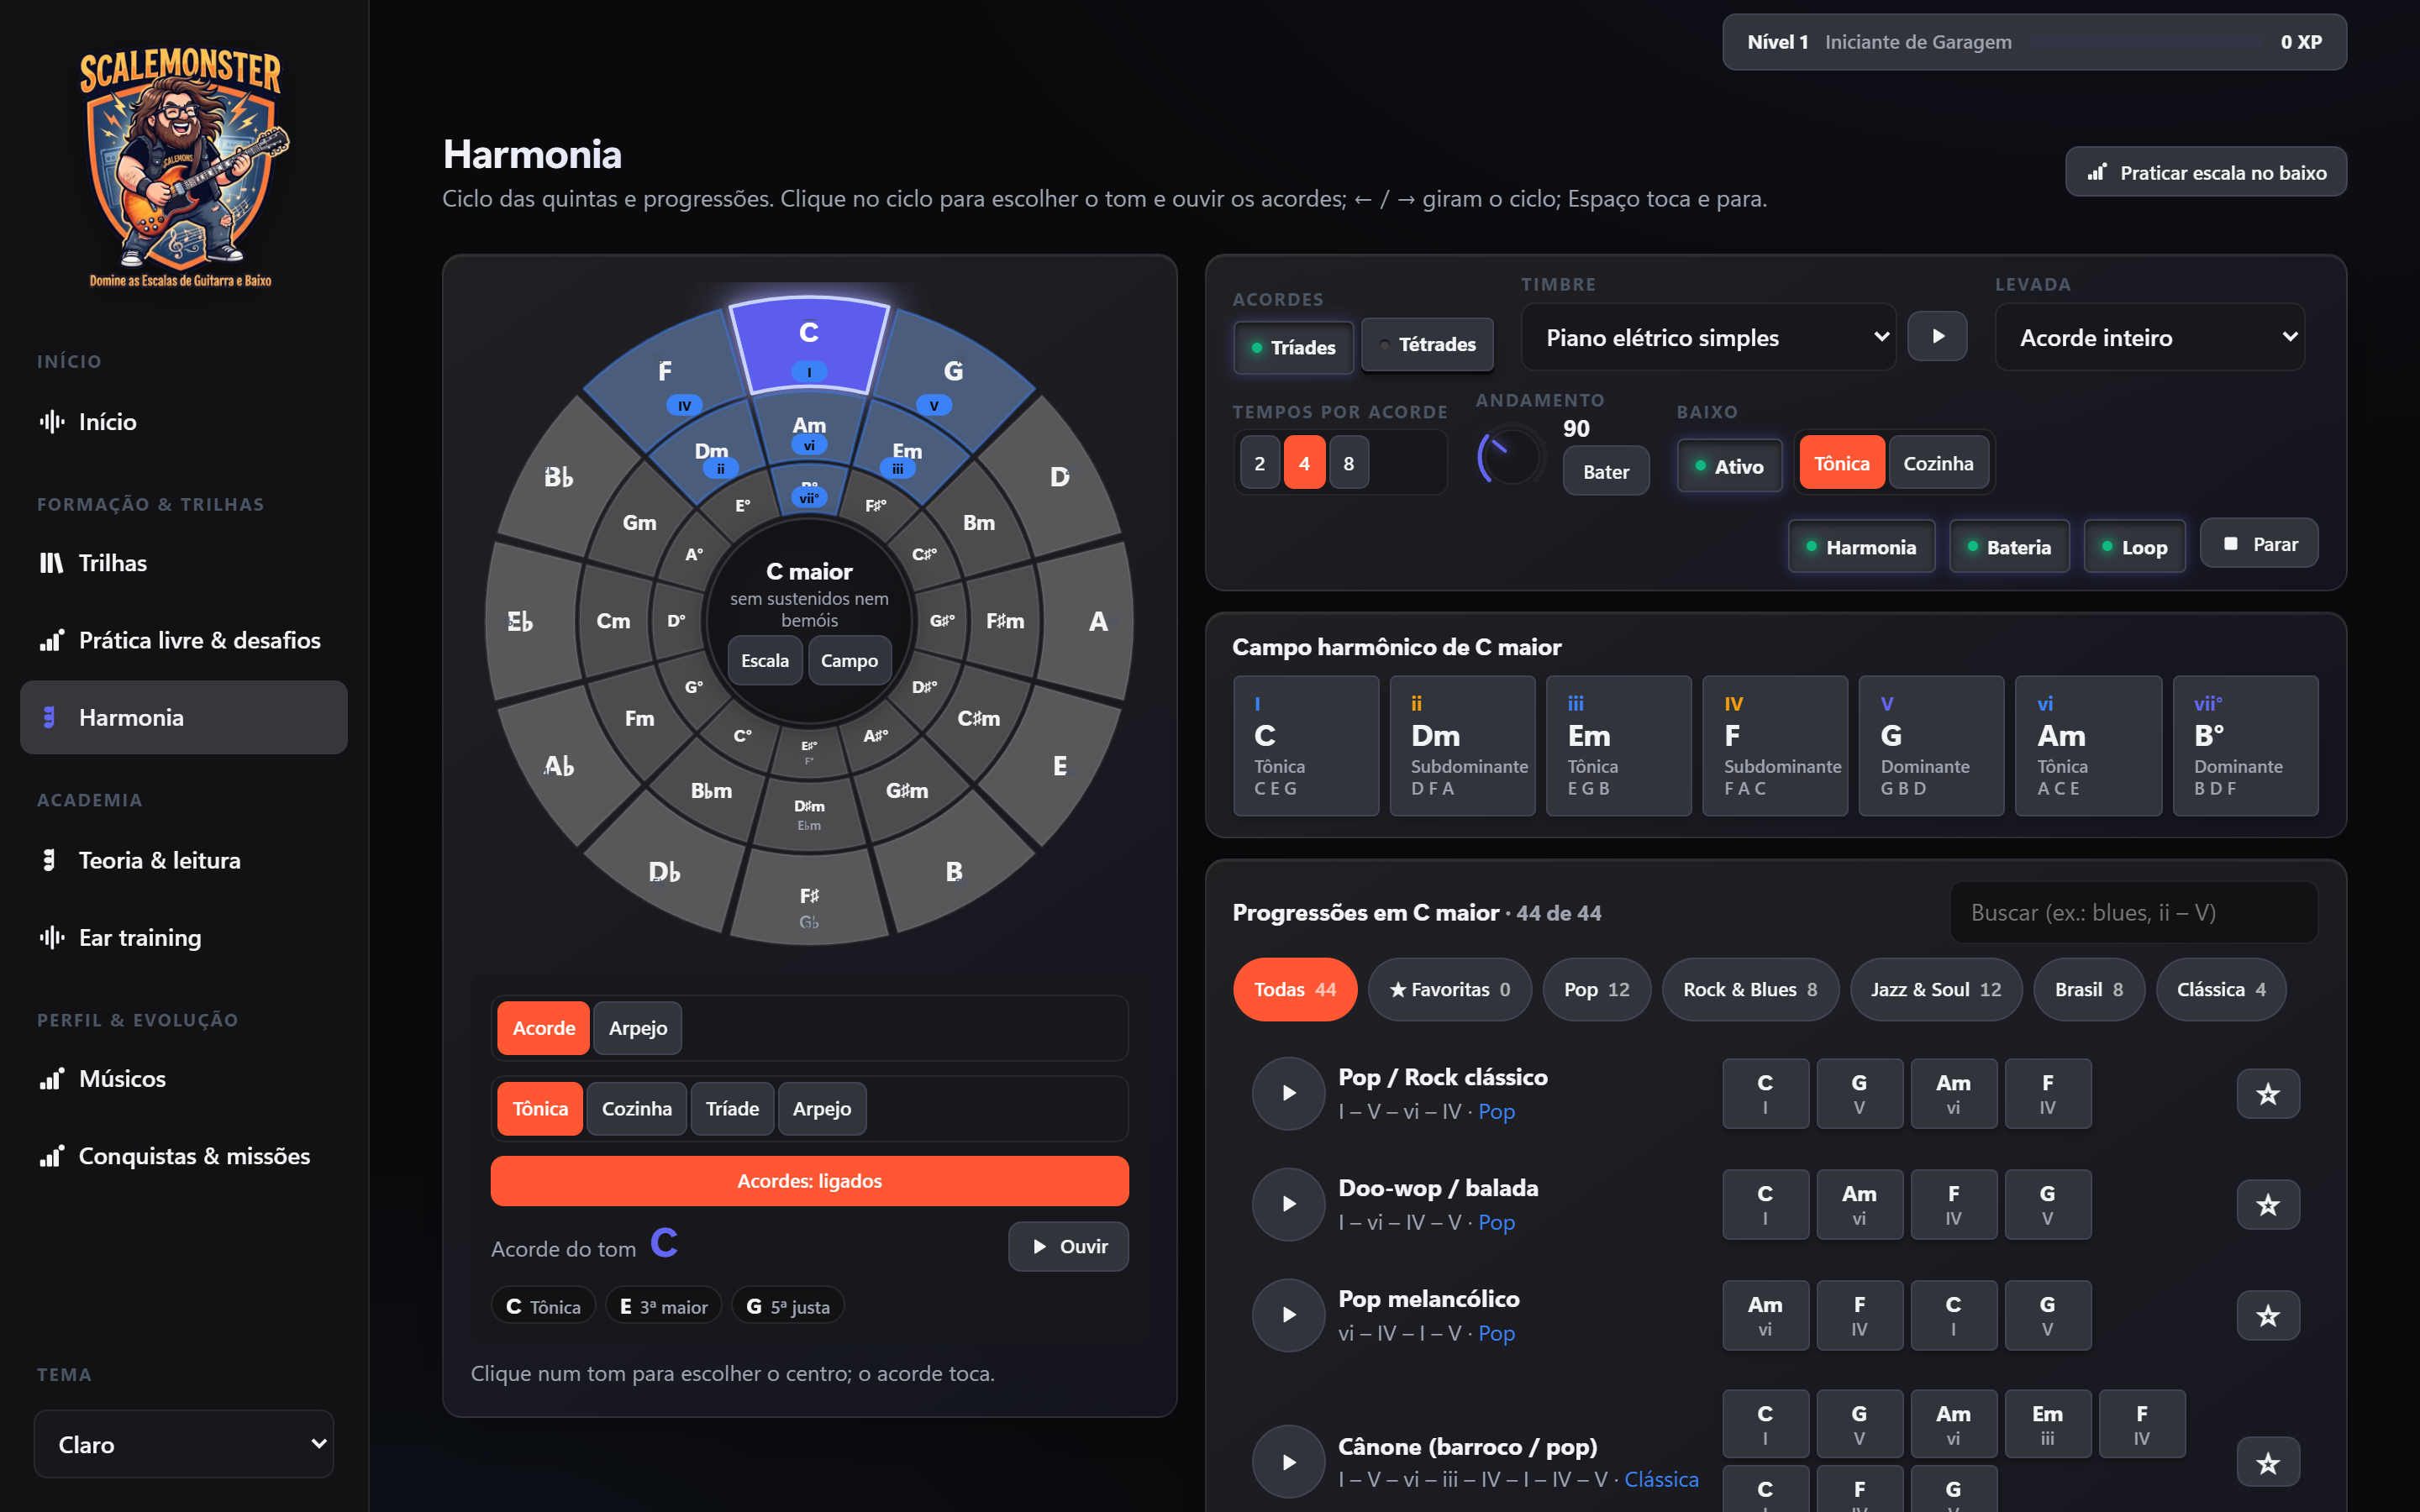 SCALEMONSTER
SCALEMONS
Domine as Escalas de Guitarra e Baixo
INÍCIO
Início
FORMAÇÃO & TRILHAS
Trilhas
Prática livre & desafios
Harmonia
ACADEMIA
Teoria & leitura
Ear training
PERFIL & EVOLUÇÃO
Músicos
Conquistas & missões
TEMA
Claro
Nível 1 Iniciante de Garagem 0 XP
Harmonia
Ciclo das quintas e progressões. Clique no ciclo para escolher o tom e ouvir os acordes; ← / → giram o ciclo; Espaço toca e para.
Praticar escala no baixo
C
I
F
IV
G
V
B♭
D
E♭
A
A♭
E
D♭
B
F♯
G♭
Am
vi
Dm
ii
Em
iii
Gm
Bm
Cm
F♯m
Fm
C♯m
B♭m
G♯m
D♯m
E♭m
vii°
E°
F♯°
A°
C♯°
D°
G♯°
G°
D♯°
C°
A♯°
E♯°
F°
C maior
sem sustenidos nem
bemóis
Escala Campo
Acorde Arpejo
Tônica Cozinha Tríade Arpejo
Acordes: ligados
Acorde do tom C
Ouvir
C Tônica E 3ª maior G 5ª justa
Clique num tom para escolher o centro; o acorde toca.
ACORDES
Tríades Tétrades
TIMBRE
Piano elétrico simples
LEVADA
Acorde inteiro
TEMPOS POR ACORDE
2 4 8
ANDAMENTO
90
Bater
BAIXO
Ativo Tônica Cozinha
Harmonia Bateria Loop Parar
Campo harmônico de C maior
I
C
Tônica
C E G
ii
Dm
Subdominante
D F A
iii
Em
Tônica
E G B
IV
F
Subdominante
F A C
V
G
Dominante
G B D
vi
Am
Tônica
A C E
vii°
B°
Dominante
B D F
Progressões em C maior · 44 de 44
Buscar (ex.: blues, ii – V)
Todas 44 ★ Favoritas 0 Pop 12 Rock & Blues 8 Jazz & Soul 12 Brasil 8 Clássica 4
Pop / Rock clássico
I – V – vi – IV · Pop
C G Am F
I V vi IV
Doo-wop / balada
I – vi – IV – V · Pop
C Am F G
I vi IV V
Pop melancólico
vi – IV – I – V · Pop
Am F C G
vi IV I V
Cânone (barroco / pop)
I – V – vi – iii – IV – I – IV – V · Clássica
C G Am Em F
I V vi iii IV
C F G